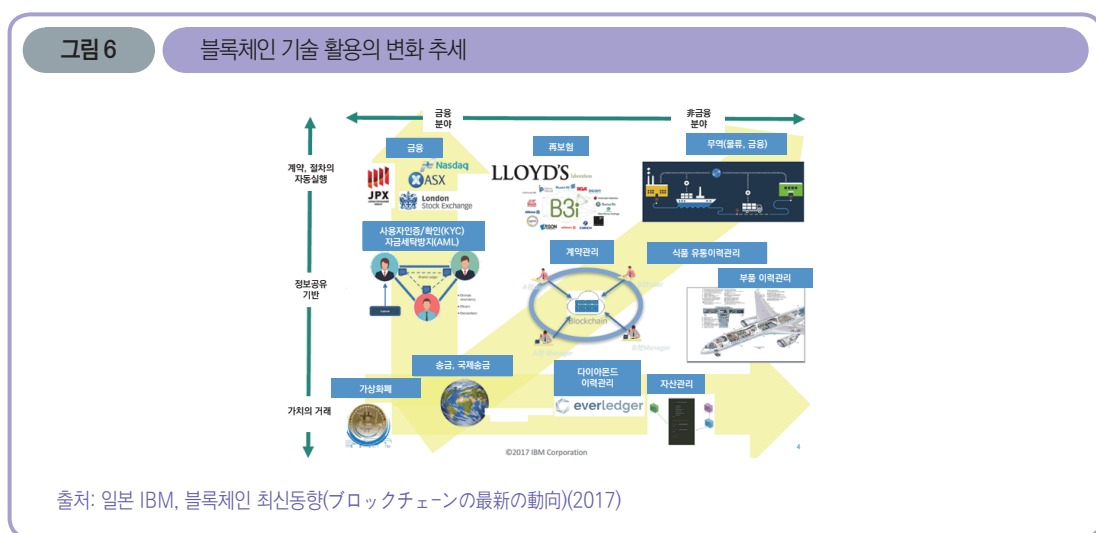 그림 6
블록체인 기술 활용의 변화 추세
금융
분야
非금융
분야
계약, 절차의
자동실행
정보공유
기반
가치의 거래
금융
Nasdaq
ASX
JPX
London
Stock Exchange
再보험
LLOYD'S
B3i
무역(물류, 금융)
사용자인증/확인(KYC)
자금세탁방지(AML)
계약관리
Blockchain
식품 유통이력관리
부품 이력관리
가상화폐
송금, 국제송금
다이아몬드
이력관리
everledger
자산관리
©2017 IBM Corporation
4
출처: 일본 IBM, 블록체인 최신동향(ブロックチェーンの最新の動向)(2017)